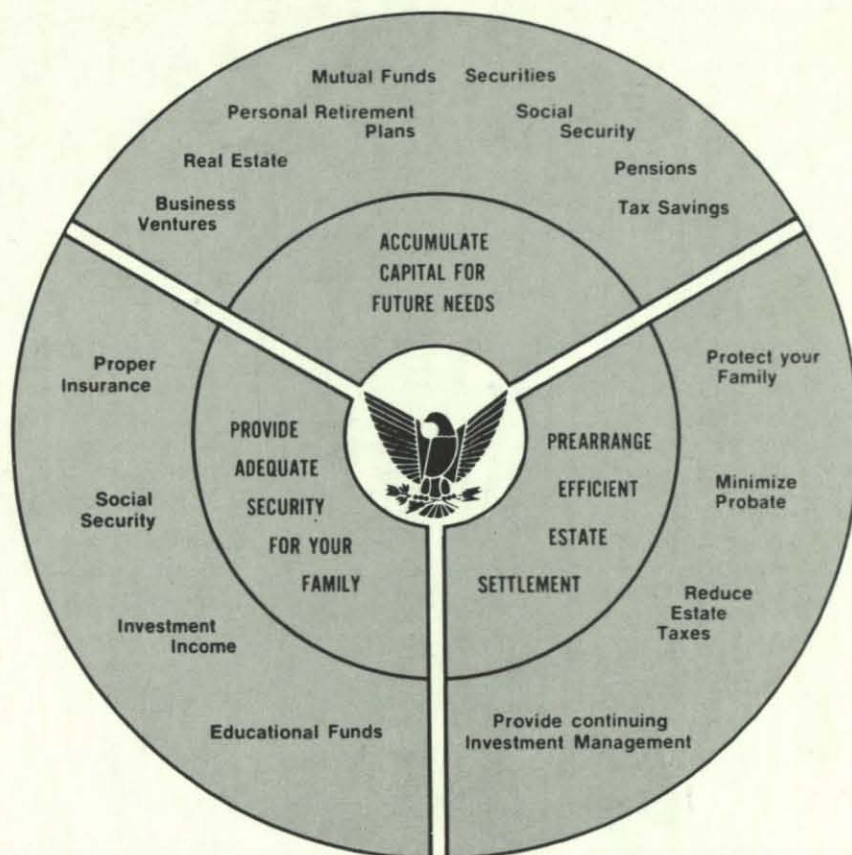 Mutual Funds
Securities
Personal Retirement
Plans
Social
Security
Real Estate
Pensions
Business
Ventures
Tax Savings
ACCUMULATE
CAPITAL FOR
FUTURE NEEDS
Proper
Insurance
Social
Security
Investment
Income
Educational Funds
PROVIDE
ADEQUATE
SECURITY
FOR YOUR
FAMILY
PREARRANGE
EFFICIENT
ESTATE
SETTLEMENT
Protect your
Family
Minimize
Probate
Reduce
Estate
Taxes
Provide continuing
Investment Management